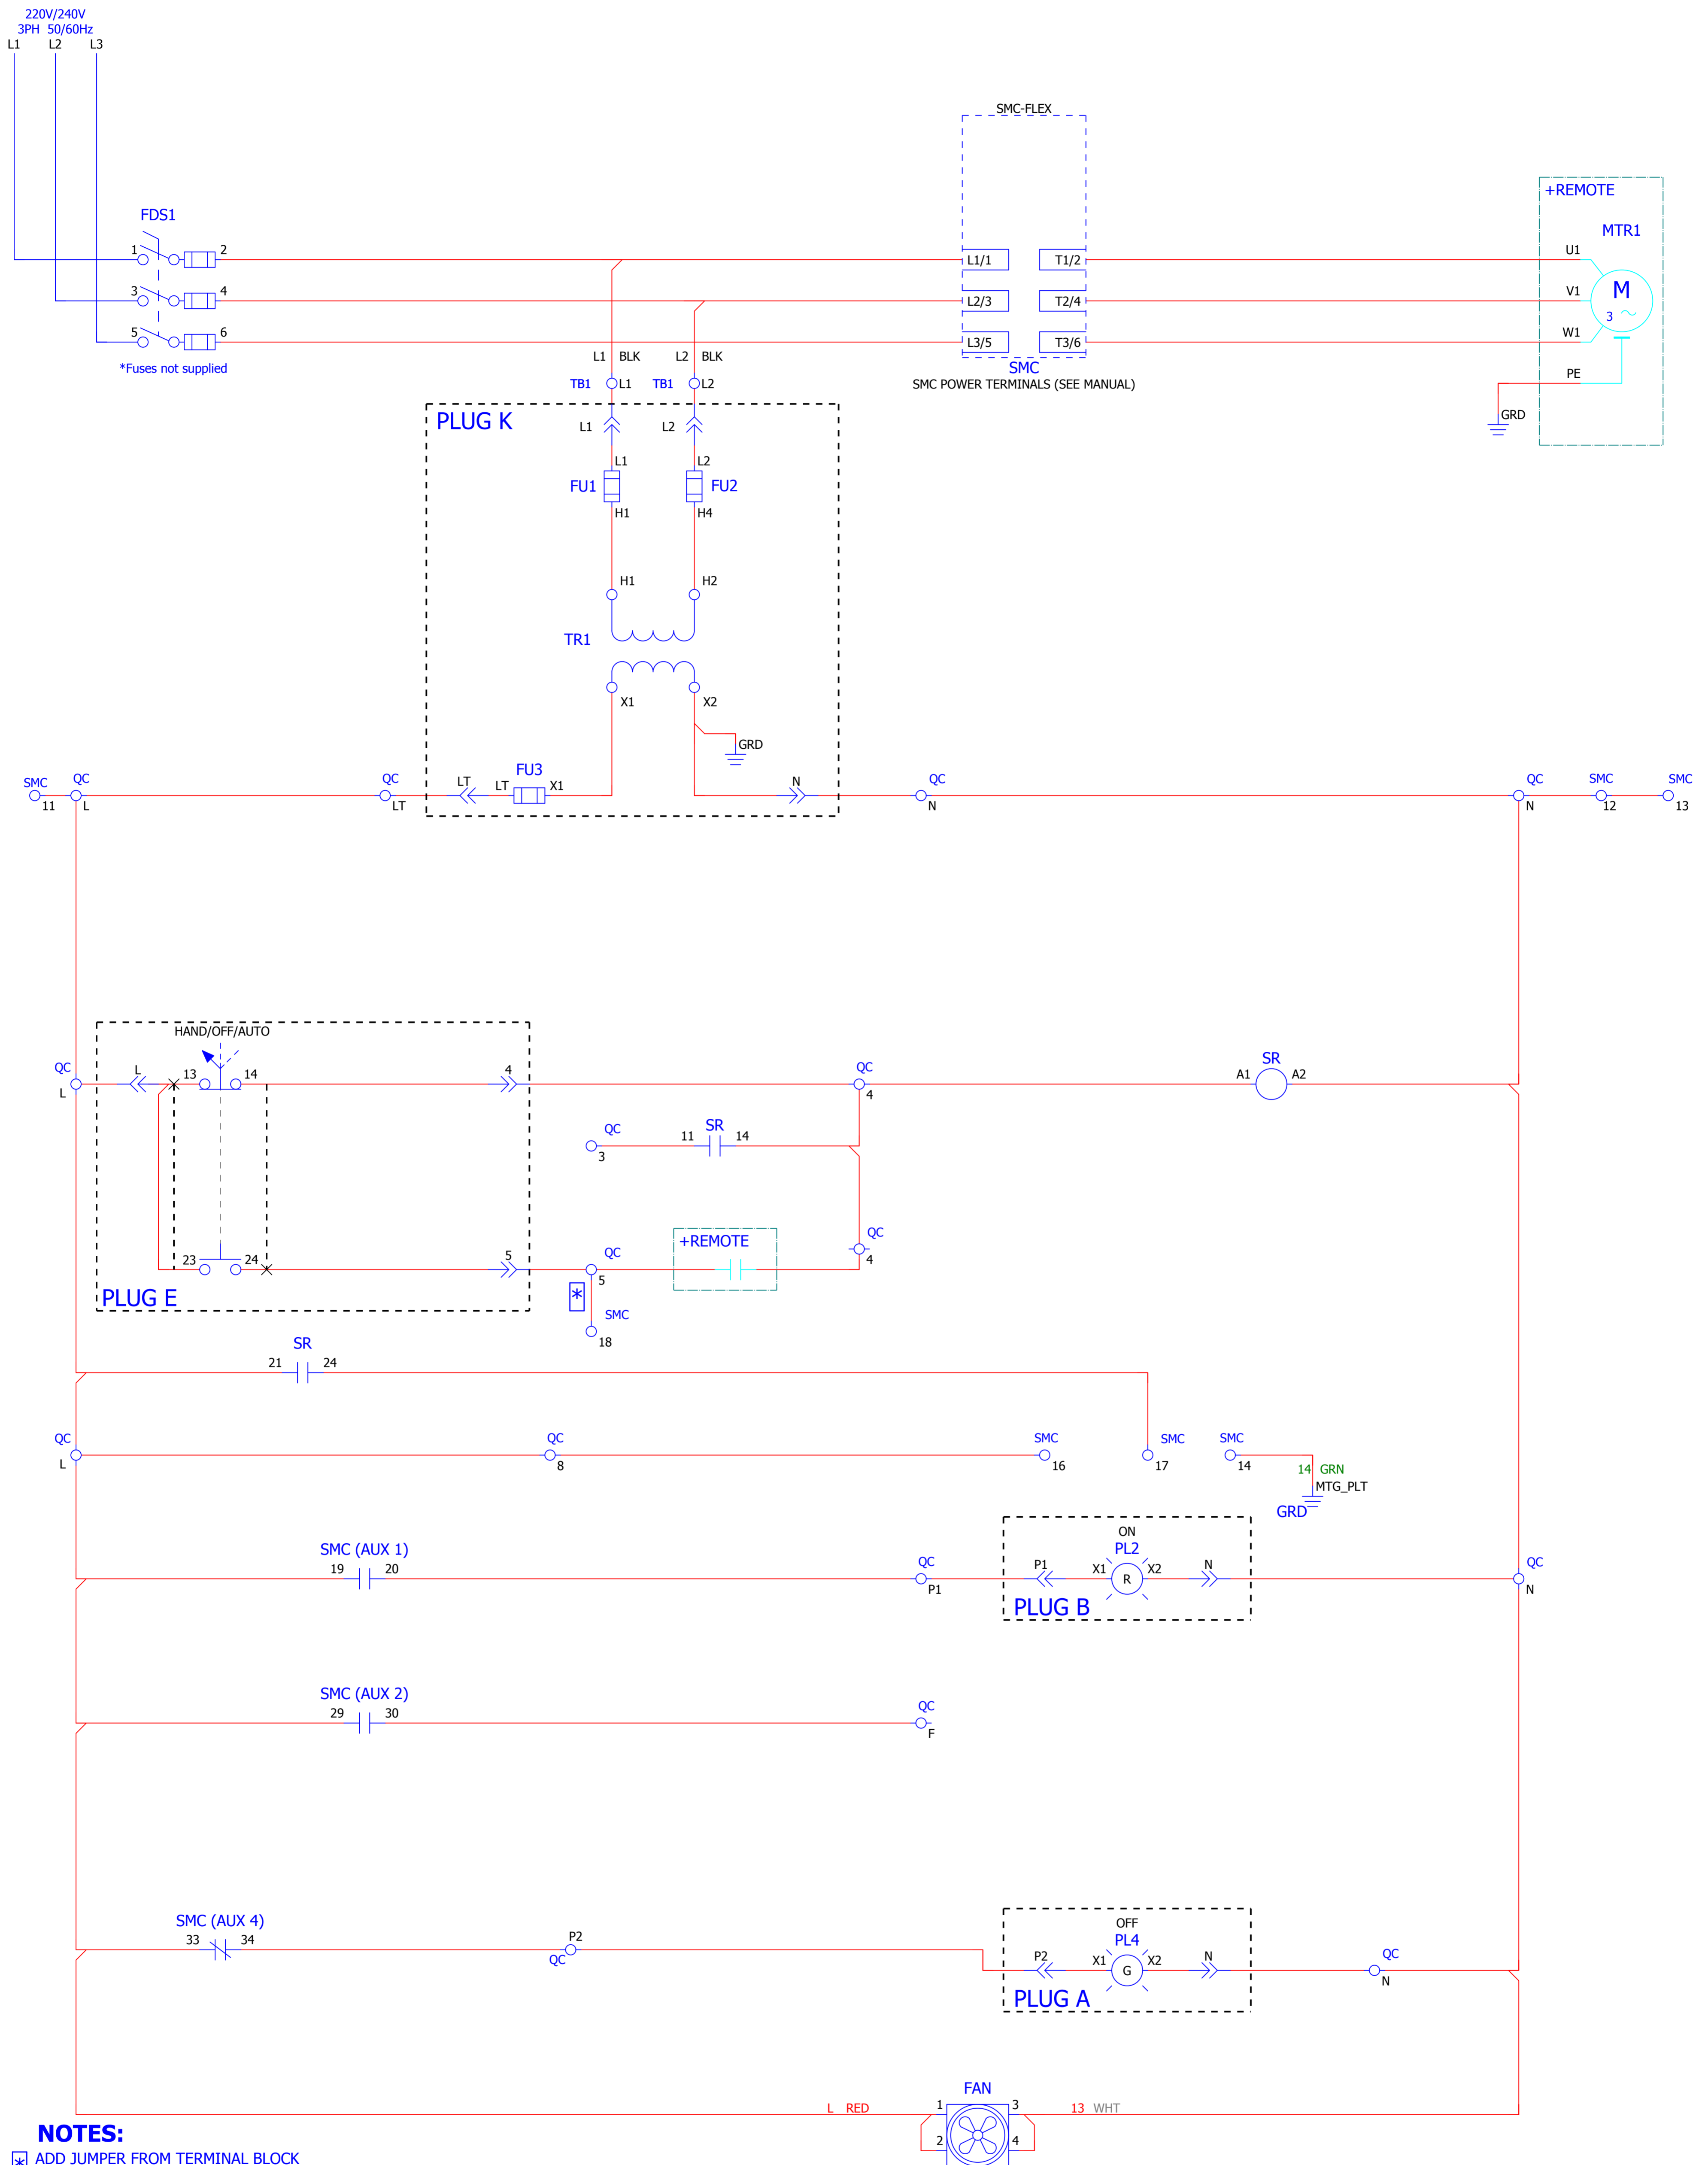 220V/240V
3PH 50/60Hz
L1 L2 L3
SMC-FLEX
+REMOTE
FDS1
MTR1
1 2 L1/1 T1/2 U1
3 4 L2/3 T2/4 V1 M
3
5 6 L3/5 T3/6 W1
*Fuses not supplied
L1 BLK L2 BLK
SMC
SMC POWER TERMINALS (SEE MANUAL)
PE
TB1 L1 TB1 L2
GRD
PLUG K
L1 L2
L1 L2
FU1 FU2
H1 H4
H1 H2
TR1
X1 X2
GRD
SMC QC QC LT LT FU3 X1 N QC QC SMC SMC
11 L LT N N 12 13
HAND/OFF/AUTO
QC L 13 14 4 QC A1 SR A2
L 4
QC 11 SR 14
3
QC
4
+REMOTE
23 24 5 QC
5
PLUG E
*
SMC
18
SR
21 24
QC QC SMC SMC SMC
L 8 16 17 14
14 GRN
MTG_PLT
GRD
ON
SMC (AUX 1) PL2
19 20 QC P1 X1 R X2 N QC
P1 N
PLUG B
SMC (AUX 2)
29 30 QC
F
OFF
SMC (AUX 4) PL4
33 34 P2
QC
P2 X1 G X2 N QC
N
PLUG A
FAN
L RED 1 3 13 WHT
2 4
NOTES:
* ADD JUMPER FROM TERMINAL BLOCK